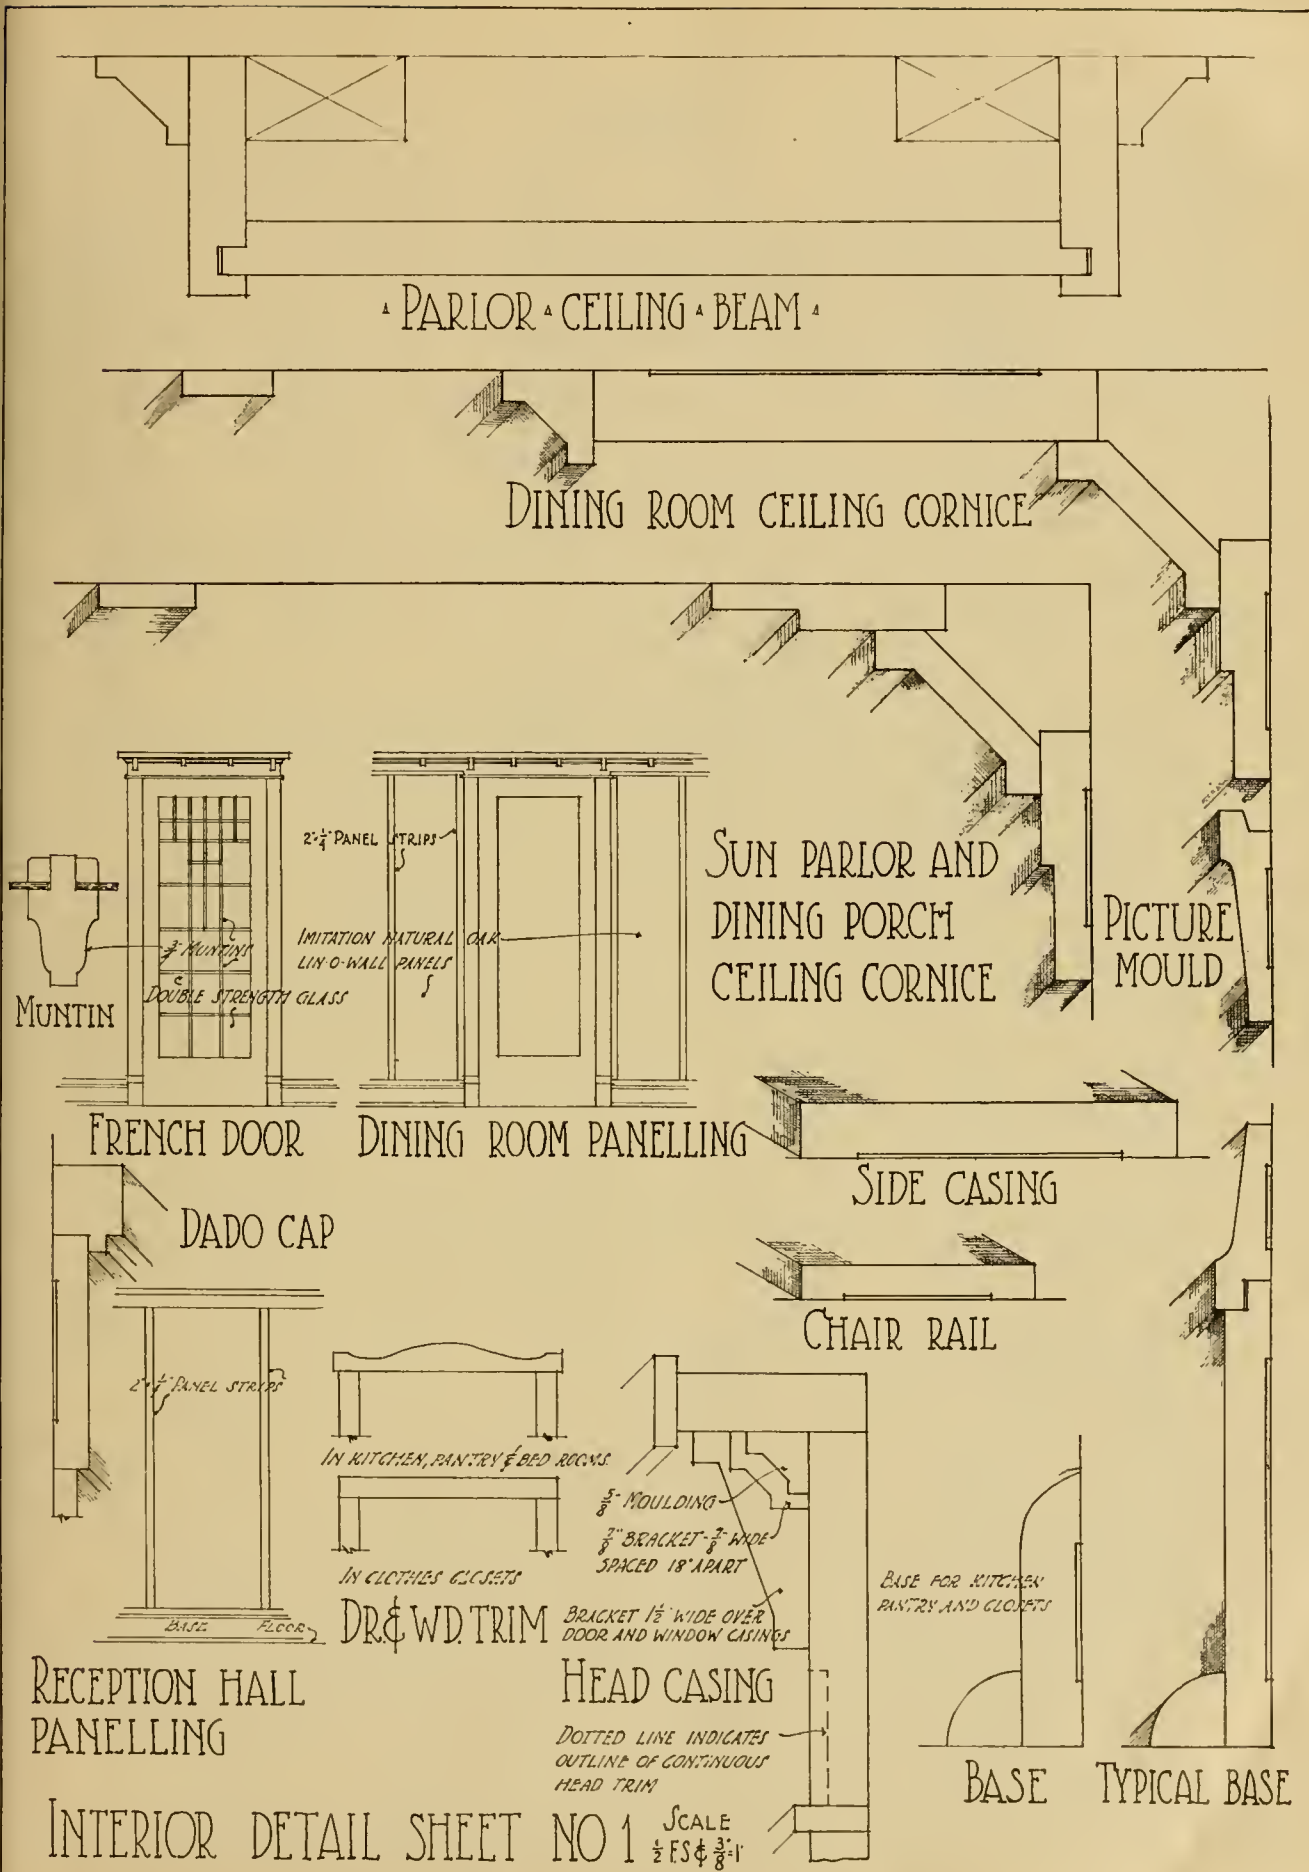 PARLOR CEILING BEAM
DINING ROOM CEILING CORNICE
2"·¼" PANEL STRIPS
IMITATION NATURAL OAK
LIN-O-WALL PANELS
¾" MUNTINS
DOUBLE STRENGTH GLASS
MUNTIN
FRENCH DOOR
DINING ROOM PANELLING
SUN PARLOR AND
DINING PORCH
CEILING CORNICE
PICTURE
MOULD
SIDE CASING
DADO CAP
CHAIR RAIL
2"·¼" PANEL STRIPS
BASE FLOOR
RECEPTION HALL
PANELLING
IN KITCHEN, PANTRY & BED ROOMS.
IN CLOTHES CLOSETS
DR. & WD. TRIM
⅝" MOULDING
⅞" BRACKET-⅞" WIDE
SPACED 18" APART
BRACKET 1½" WIDE OVER
DOOR AND WINDOW CASINGS
HEAD CASING
DOTTED LINE INDICATES
OUTLINE OF CONTINUOUS
HEAD TRIM
BASE FOR KITCHEN
PANTRY AND CLOSETS
BASE
TYPICAL BASE
INTERIOR DETAIL SHEET NO 1
SCALE
½ F.S & ⅜"=1'